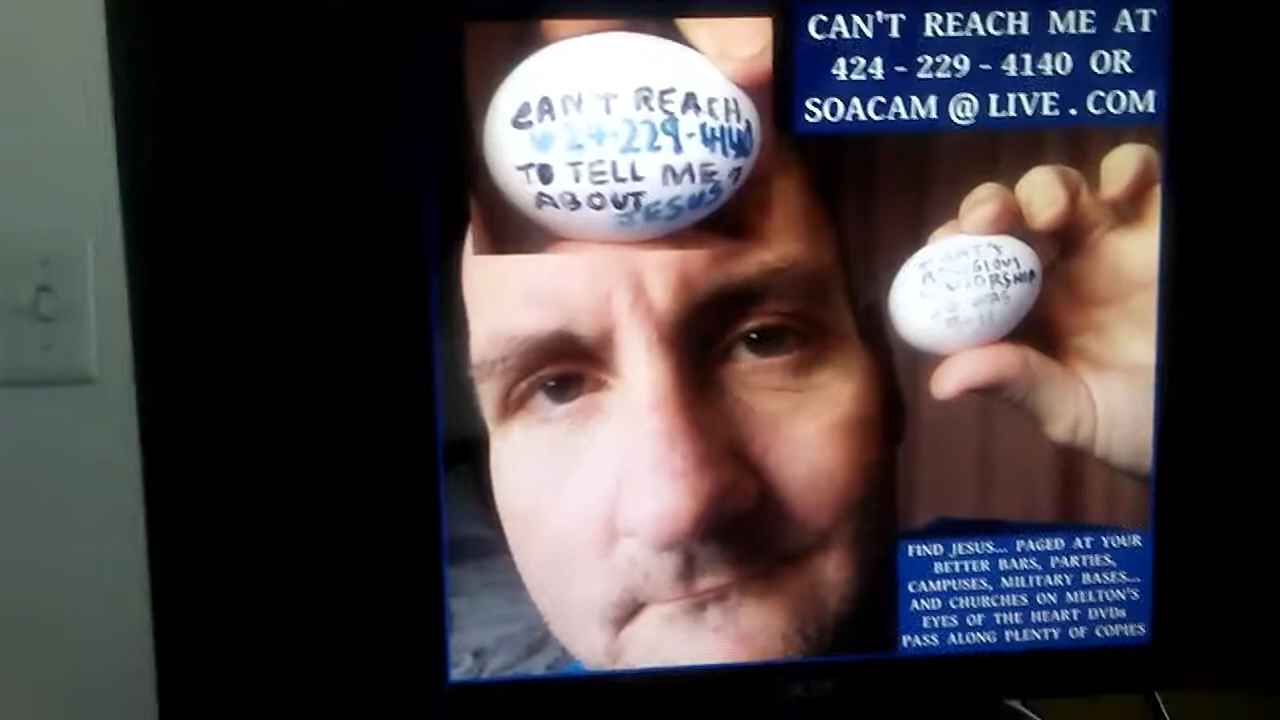 CAN'T REACH ME AT
424 - 229 - 4140 OR
SOACAM @ LIVE . COM
CAN'T REACH
424-229-4140
TO TELL ME
ABOUT JESUS
FIND JESUS... PAGED AT YOUR
BETTER BARS, PARTIES,
CAMPUSES, MILITARY BASES...
AND CHURCHES ON MELTON'S
EYES OF THE HEART DVDs
PASS ALONG PLENTY OF COPIES